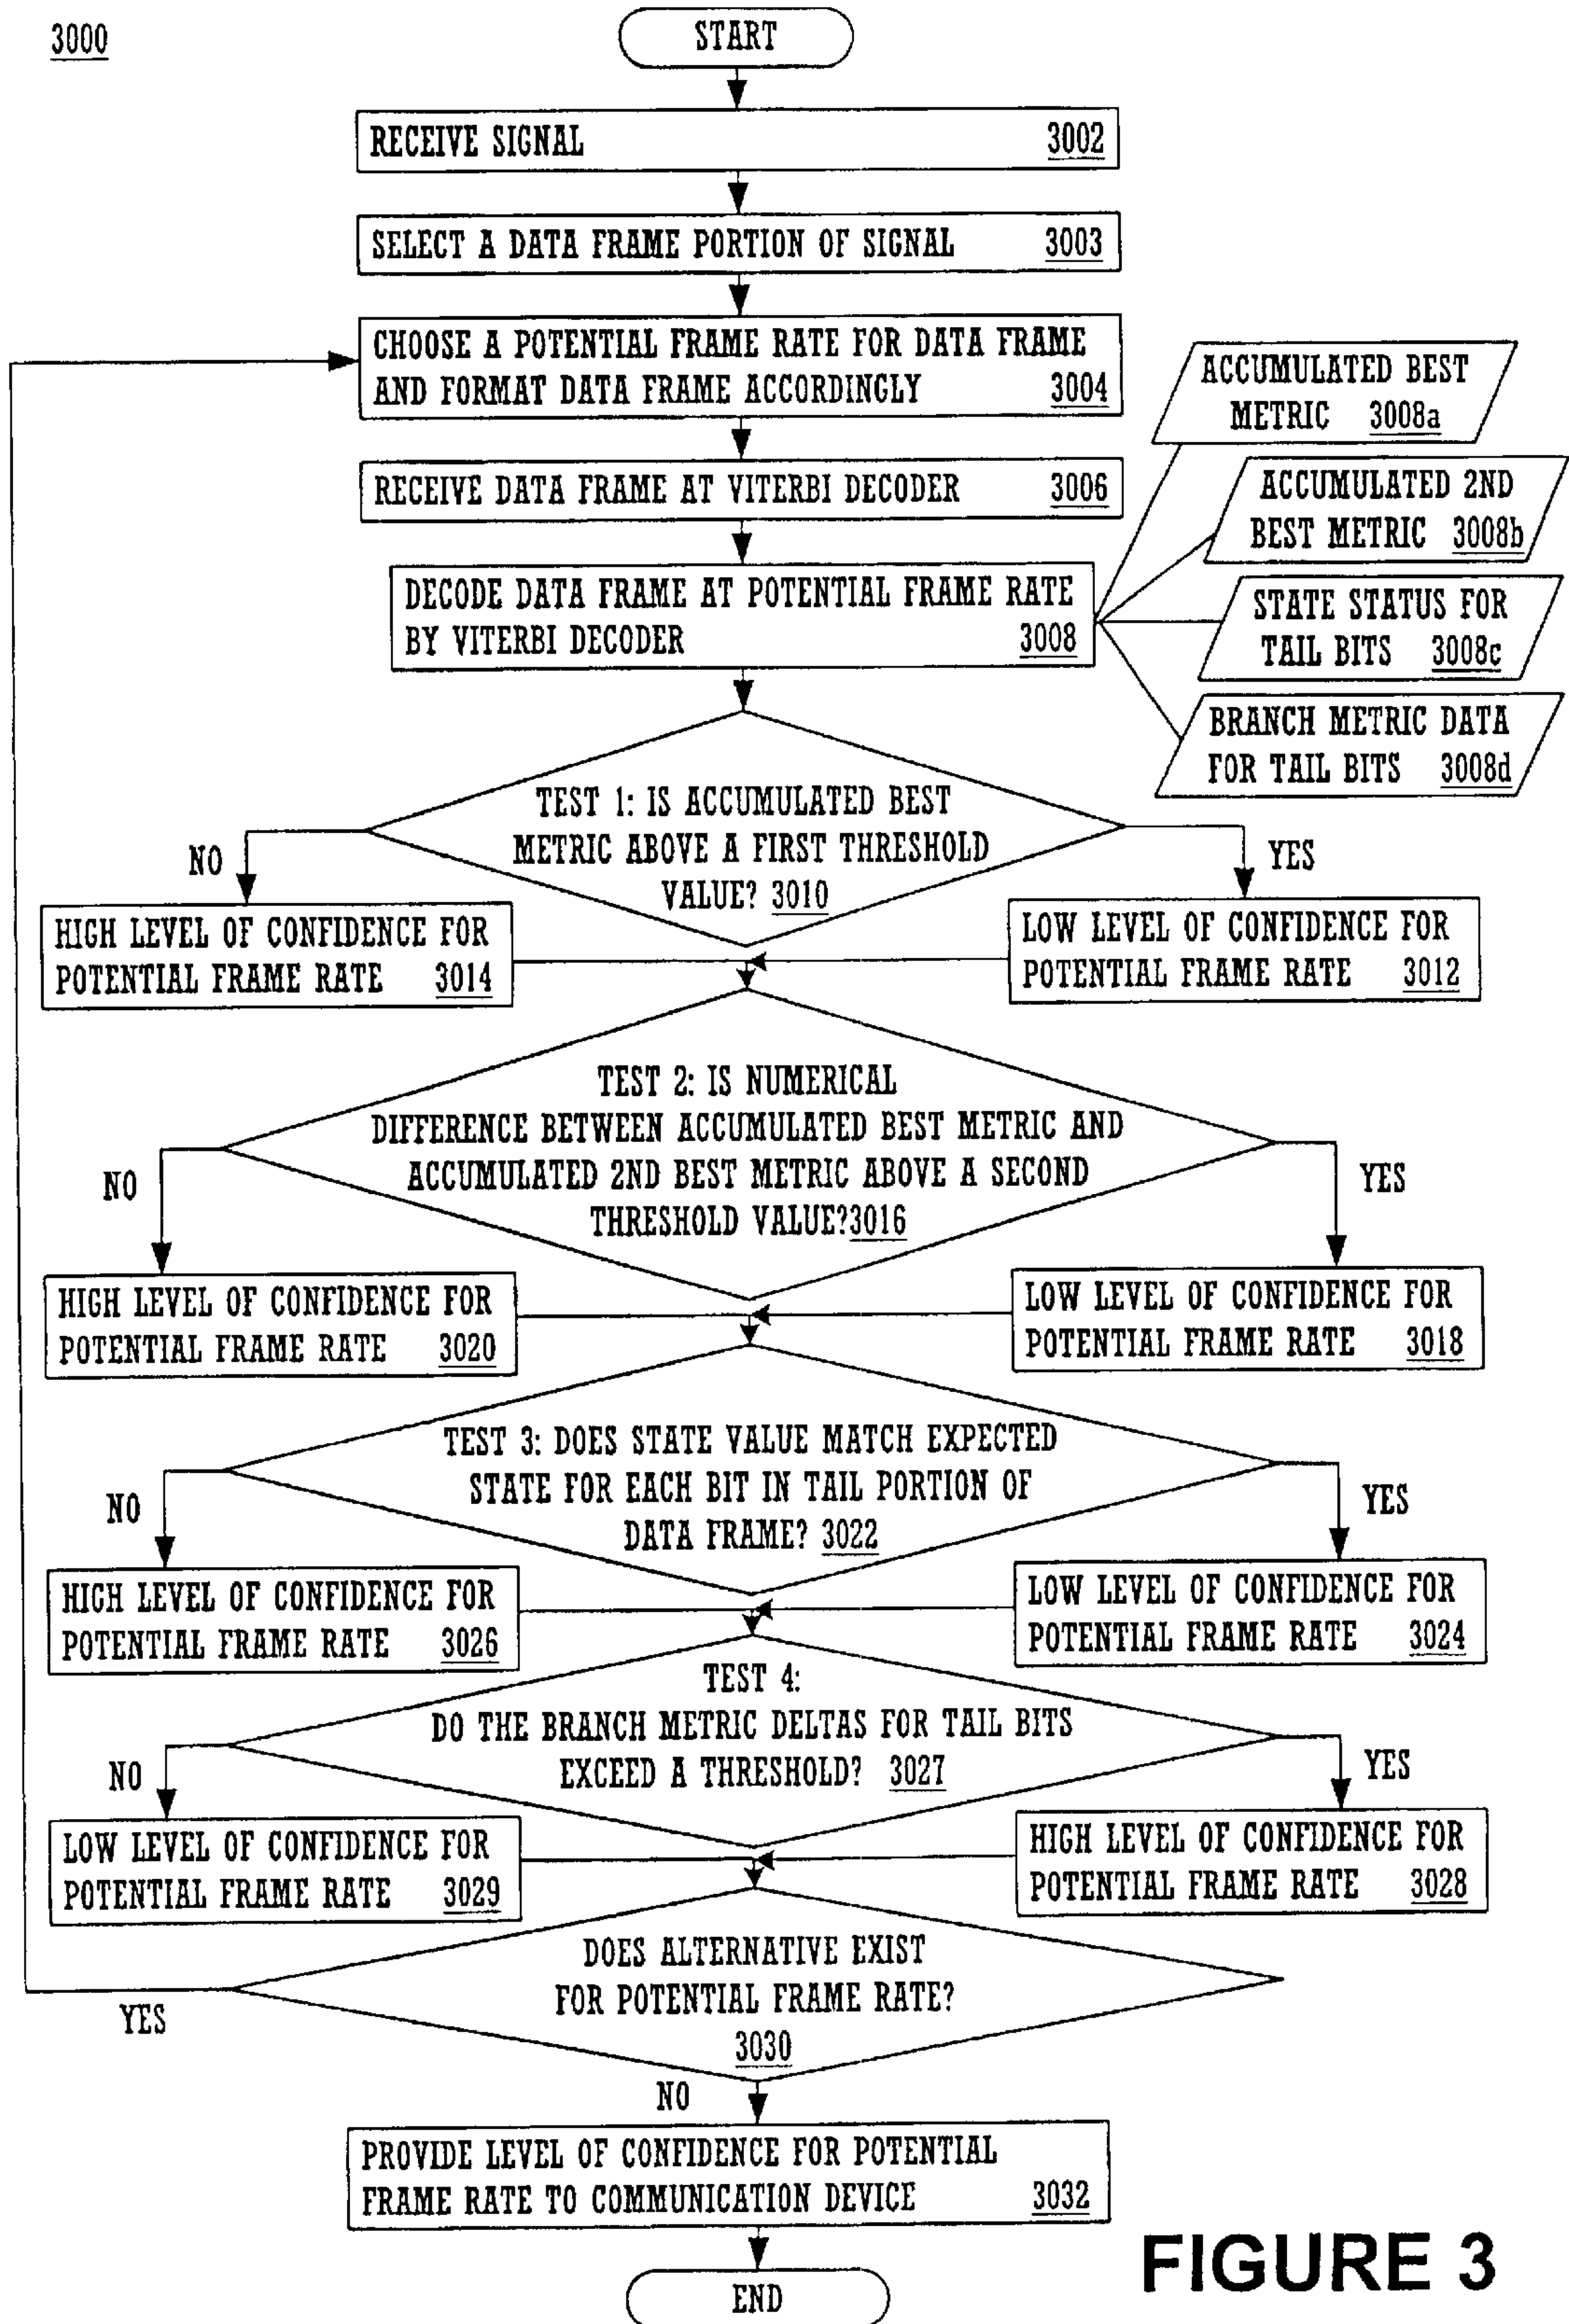 3000
START
RECEIVE SIGNAL 3002
SELECT A DATA FRAME PORTION OF SIGNAL 3003
CHOOSE A POTENTIAL FRAME RATE FOR DATA FRAME
AND FORMAT DATA FRAME ACCORDINGLY 3004
ACCUMULATED BEST
METRIC 3008a
RECEIVE DATA FRAME AT VITERBI DECODER 3006
ACCUMULATED 2ND
BEST METRIC 3008b
DECODE DATA FRAME AT POTENTIAL FRAME RATE
BY VITERBI DECODER 3008
STATE STATUS FOR
TAIL BITS 3008c
BRANCH METRIC DATA
FOR TAIL BITS 3008d
TEST 1: IS ACCUMULATED BEST
METRIC ABOVE A FIRST THRESHOLD
VALUE? 3010
NO
YES
HIGH LEVEL OF CONFIDENCE FOR
POTENTIAL FRAME RATE 3014
LOW LEVEL OF CONFIDENCE FOR
POTENTIAL FRAME RATE 3012
TEST 2: IS NUMERICAL
DIFFERENCE BETWEEN ACCUMULATED BEST METRIC AND
ACCUMULATED 2ND BEST METRIC ABOVE A SECOND
THRESHOLD VALUE?3016
NO
YES
HIGH LEVEL OF CONFIDENCE FOR
POTENTIAL FRAME RATE 3020
LOW LEVEL OF CONFIDENCE FOR
POTENTIAL FRAME RATE 3018
TEST 3: DOES STATE VALUE MATCH EXPECTED
STATE FOR EACH BIT IN TAIL PORTION OF
DATA FRAME? 3022
NO
YES
HIGH LEVEL OF CONFIDENCE FOR
POTENTIAL FRAME RATE 3026
LOW LEVEL OF CONFIDENCE FOR
POTENTIAL FRAME RATE 3024
TEST 4:
DO THE BRANCH METRIC DELTAS FOR TAIL BITS
EXCEED A THRESHOLD? 3027
NO
YES
LOW LEVEL OF CONFIDENCE FOR
POTENTIAL FRAME RATE 3029
HIGH LEVEL OF CONFIDENCE FOR
POTENTIAL FRAME RATE 3028
DOES ALTERNATIVE EXIST
FOR POTENTIAL FRAME RATE?
3030
YES
NO
PROVIDE LEVEL OF CONFIDENCE FOR POTENTIAL
FRAME RATE TO COMMUNICATION DEVICE 3032
END
FIGURE 3